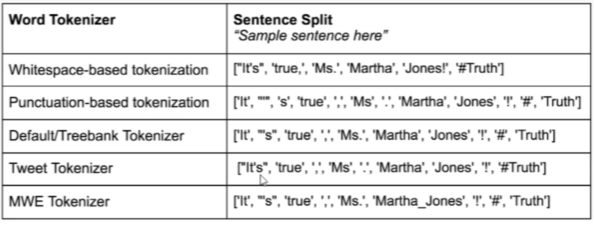 Word Tokenizer
Sentence Split
“Sample sentence here”
Whitespace-based tokenization
["It's", 'true,', 'Ms.', 'Martha', 'Jones!', '#Truth']
Punctuation-based tokenization
['It', "'", 's', 'true', ',', 'Ms', '.', 'Martha', 'Jones', '!', '#', 'Truth']
Default/Treebank Tokenizer
['It', "'s", 'true', ',', 'Ms.', 'Martha', 'Jones', '!', '#', 'Truth']
Tweet Tokenizer
["It's", 'true', ',', 'Ms', '.', 'Martha', 'Jones', '!', '#Truth']
MWE Tokenizer
['It', "'s", 'true', ',', 'Ms.', 'Martha_Jones', '!', '#', 'Truth']